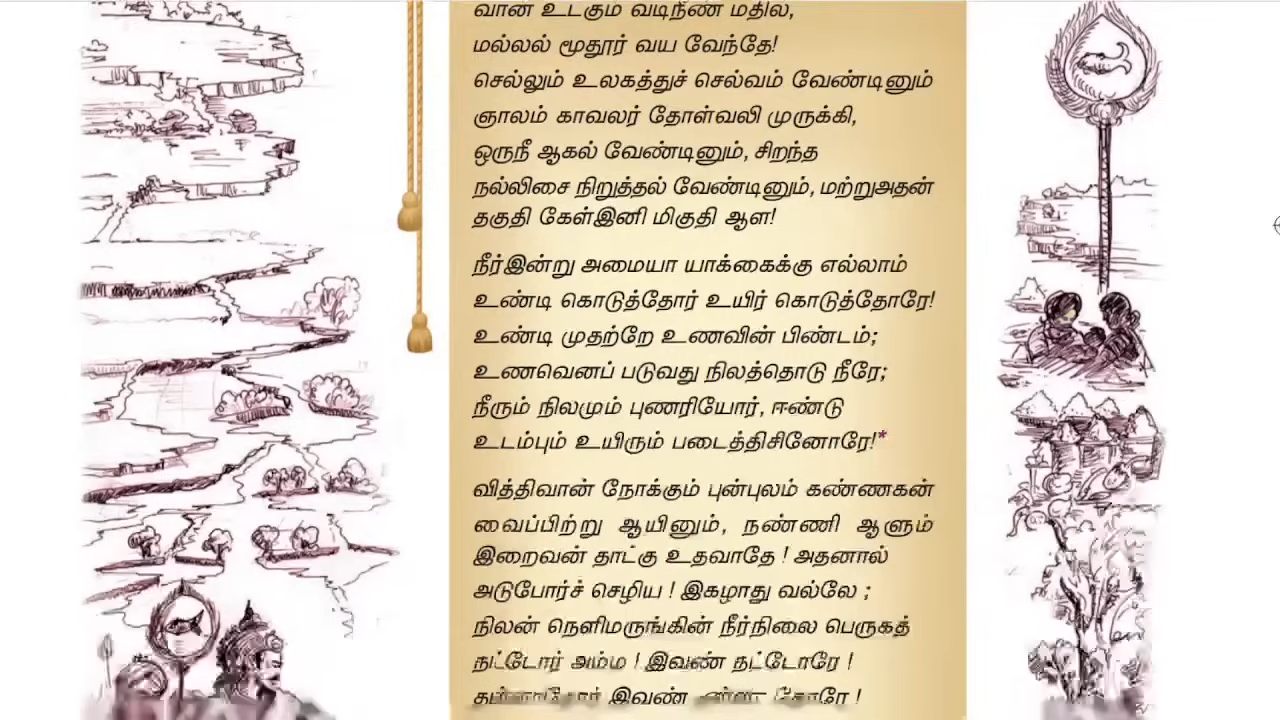 வான் உட்கும் வடிநீண் மதில,
மல்லல் மூதூர் வய வேந்தே!
செல்லும் உலகத்துச் செல்வம் வேண்டினும்
ஞாலம் காவலர் தோள்வலி முருக்கி,
ஒருநீ ஆகல் வேண்டினும், சிறந்த
நல்லிசை நிறுத்தல் வேண்டினும், மற்றுஅதன்
தகுதி கேள்இனி மிகுதி ஆள!
நீர்இன்று அமையா யாக்கைக்கு எல்லாம்
உண்டி கொடுத்தோர் உயிர் கொடுத்தோரே!
உண்டி முதற்றே உணவின் பிண்டம்;
உணவெனப் படுவது நிலத்தொடு நீரே;
நீரும் நிலமும் புணரியோர், ஈண்டு
உடம்பும் உயிரும் படைத்திசினோரே!*
வித்திவான் நோக்கும் புன்புலம் கண்ணகன்
வைப்பிற்று ஆயினும், நண்ணி ஆளும்
இறைவன் தாட்கு உதவாதே ! அதனால்
அடுபோர்ச் செழிய ! இகழாது வல்லே ;
நிலன் நெளிமருங்கின் நீர்நிலை பெருகத்
நட்டோர் அம்ம ! இவண் நட்டோரே !
இவண் !